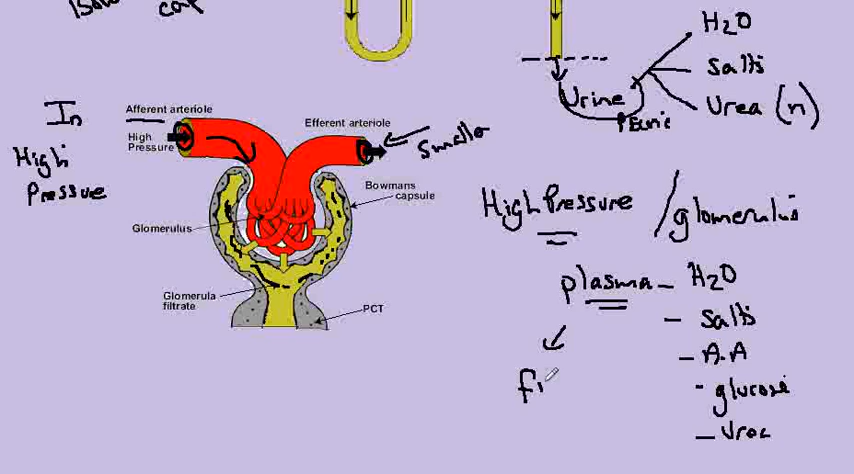 cap
H2O
Salts
Urine
Urea (n)
In
Afferent arteriole
Efferent arteriole
High
Pressure
High
Pressure
Smaller
Bowmans
capsule
High Pressure / glomerulus
Glomerulus
plasma - H2O
- Salts
Glomerula
filtrate
PCT
- A.A
fi
- glucose
- Urea